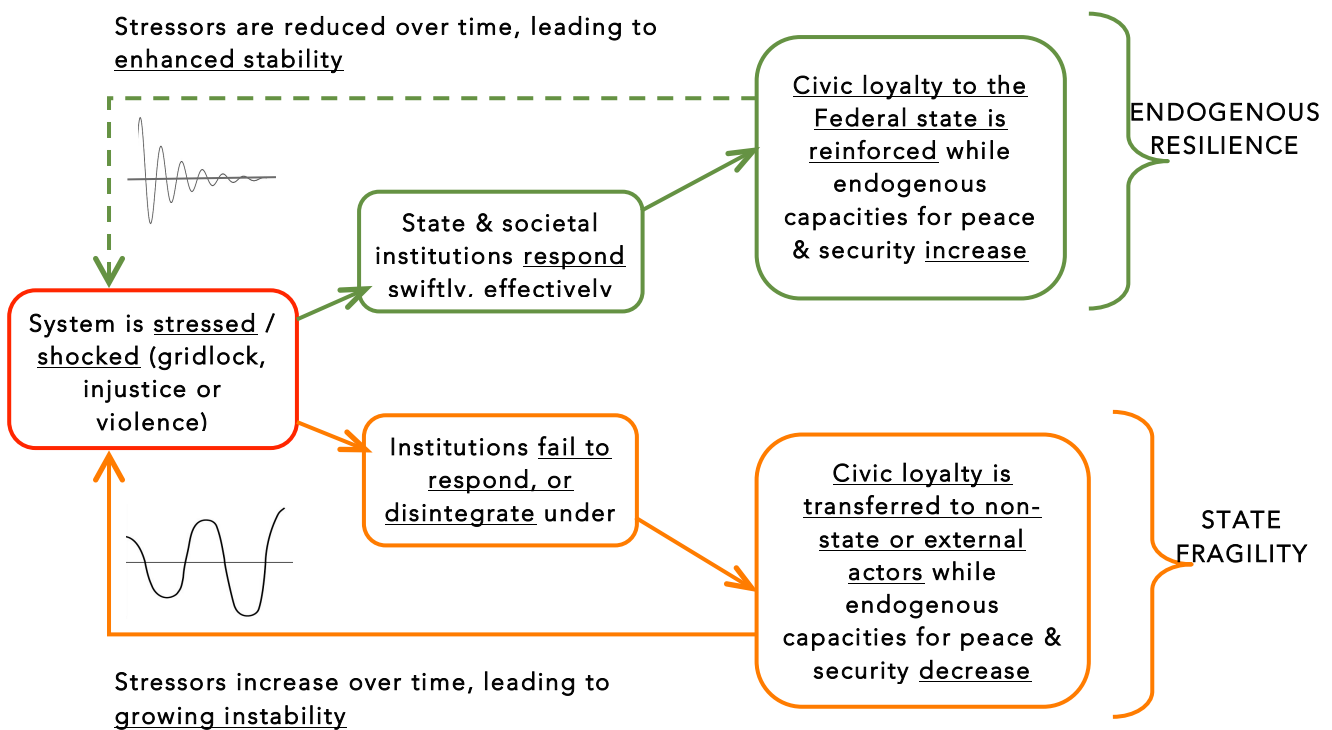 Stressors are reduced over time, leading to
enhanced stability
Civic loyalty to the
Federal state is
reinforced while
endogenous
capacities for peace
& security increase
ENDOGENOUS
RESILIENCE
State & societal
institutions respond
swiftly, effectively
System is stressed /
shocked (gridlock,
injustice or
violence)
Institutions fail to
respond, or
disintegrate under
Civic loyalty is
transferred to non-
state or external
actors while
endogenous
capacities for peace &
security decrease
STATE
FRAGILITY
Stressors increase over time, leading to
growing instability